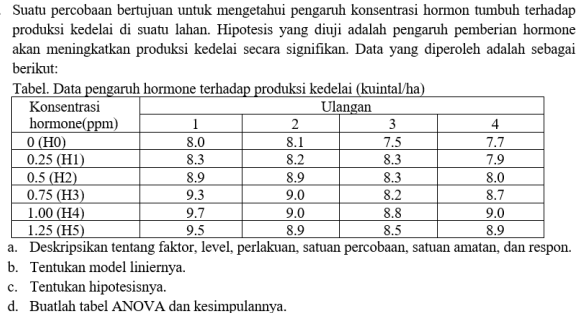 Suatu percobaan bertujuan untuk mengetahui pengaruh konsentrasi hormon tumbuh terhadap
produksi kedelai di suatu lahan. Hipotesis yang diuji adalah pengaruh pemberian hormone
akan meningkatkan produksi kedelai secara signifikan. Data yang diperoleh adalah sebagai
berikut:
Tabel. Data pengaruh hormone terhadap produksi kedelai (kuintal/ha)
Konsentrasi hormone(ppm) Ulangan
1 2 3 4
0 (H0) 8.0 8.1 7.5 7.7
0.25 (H1) 8.3 8.2 8.3 7.9
0.5 (H2) 8.9 8.9 8.3 8.0
0.75 (H3) 9.3 9.0 8.2 8.7
1.00 (H4) 9.7 9.0 8.8 9.0
1.25 (H5) 9.5 8.9 8.5 8.9
a. Deskripsikan tentang faktor, level, perlakuan, satuan percobaan, satuan amatan, dan respon.
b. Tentukan model liniernya.
c. Tentukan hipotesisnya.
d. Buatlah tabel ANOVA dan kesimpulannya.